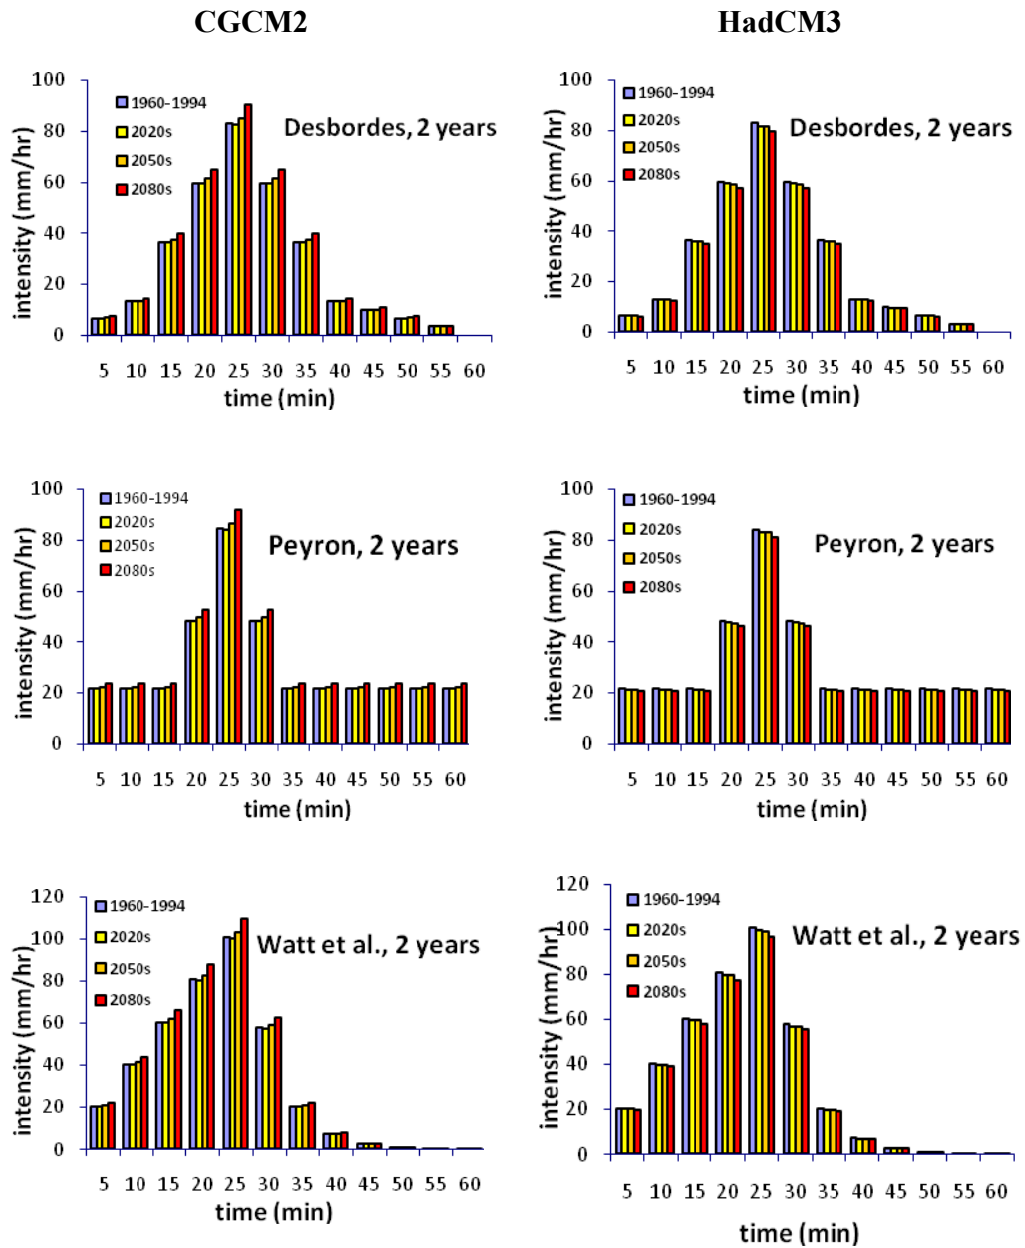 CGCM2
HadCM3
100
80
60
40
20
0
intensity (mm/hr)
1960-1994
2020s
2050s
2080s
Desbordes, 2 years
5 10 15 20 25 30 35 40 45 50 55 60
time (min)
100
80
60
40
20
0
intensity (mm/hr)
1960-1994
2020s
2050s
2080s
Desbordes, 2 years
5 10 15 20 25 30 35 40 45 50 55 60
time (min)
100
80
60
40
20
0
intensity (mm/hr)
1960-1994
2020s
2050s
2080s
Peyron, 2 years
5 10 15 20 25 30 35 40 45 50 55 60
time (min)
100
80
60
40
20
0
intensity (mm/hr)
1960-1994
2020s
2050s
2080s
Peyron, 2 years
5 10 15 20 25 30 35 40 45 50 55 60
time (min)
120
100
80
60
40
20
0
intensity (mm/hr)
1960-1994
2020s
2050s
2080s
Watt et al., 2 years
5 10 15 20 25 30 35 40 45 50 55 60
time (min)
120
100
80
60
40
20
0
intensity (mm/hr)
1960-1994
2020s
2050s
2080s
Watt et al., 2 years
5 10 15 20 25 30 35 40 45 50 55 60
time (min)